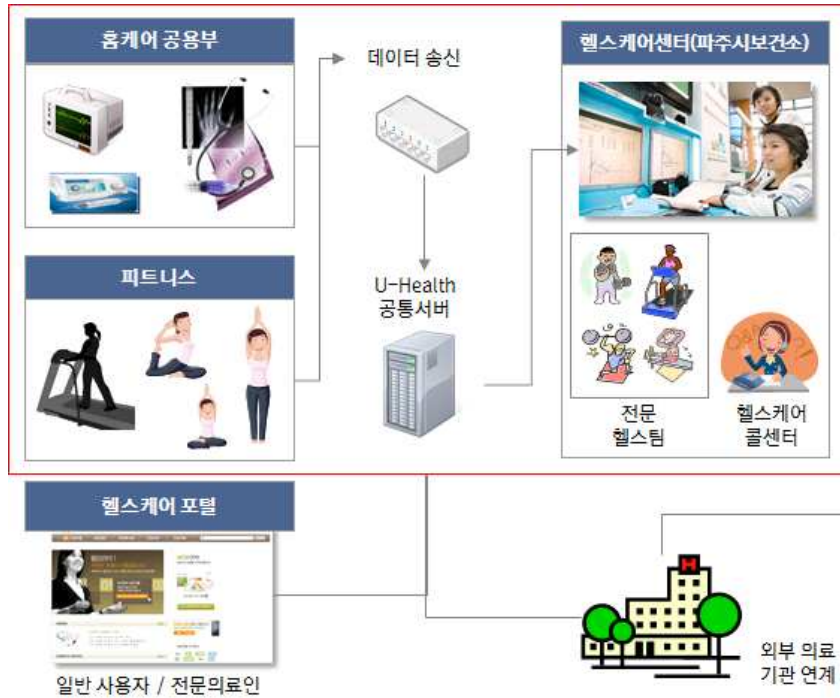 홈케어 공용부
데이터 송신
헬스케어센터(파주시보건소)
피트니스
U-Health
공통서버
전문
헬스팀
헬스케어
콜센터
헬스케어 포털
일반 사용자 / 전문의료인
H
외부 의료
기관 연계